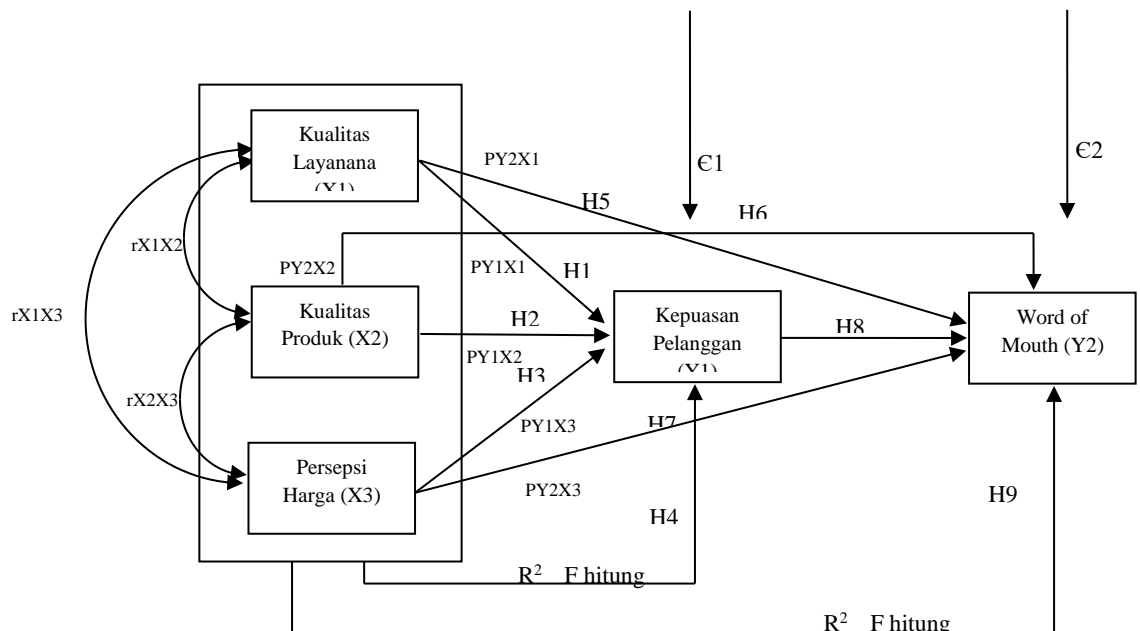 Kualitas
Layanana
(X1)
PY2X1
Є1
Є2
H5
H6
rX1X2
PY2X2
PY1X1
H1
rX1X3
Kualitas
Produk (X2)
H2
Kepuasan
Pelanggan
(Y1)
H8
Word of
Mouth (Y2)
PY1X2
H3
rX2X3
PY1X3
H7
Persepsi
Harga (X3)
PY2X3
H4
H9
R² F hitung
R² F hitung